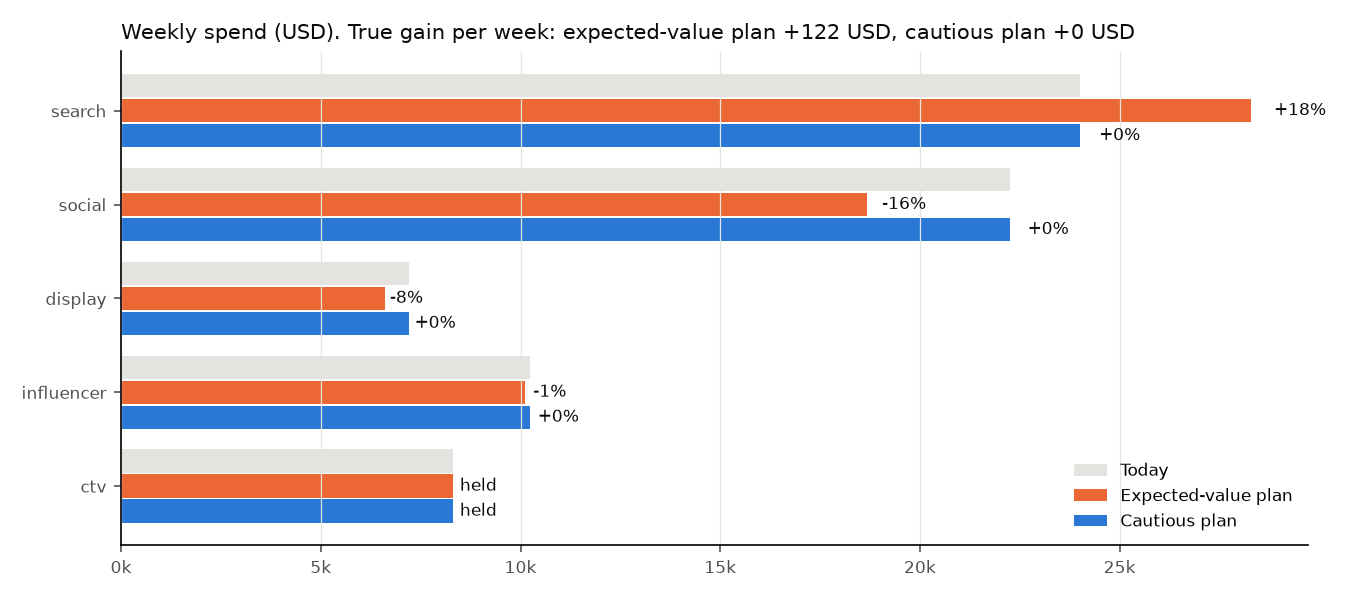 Weekly spend (USD). True gain per week: expected-value plan +122 USD, cautious plan +0 USD
search
+18%
+0%
social
-16%
+0%
display
-8%
+0%
influencer
-1%
+0%
ctv
held
held
Today
Expected-value plan
Cautious plan
0k 5k 10k 15k 20k 25k